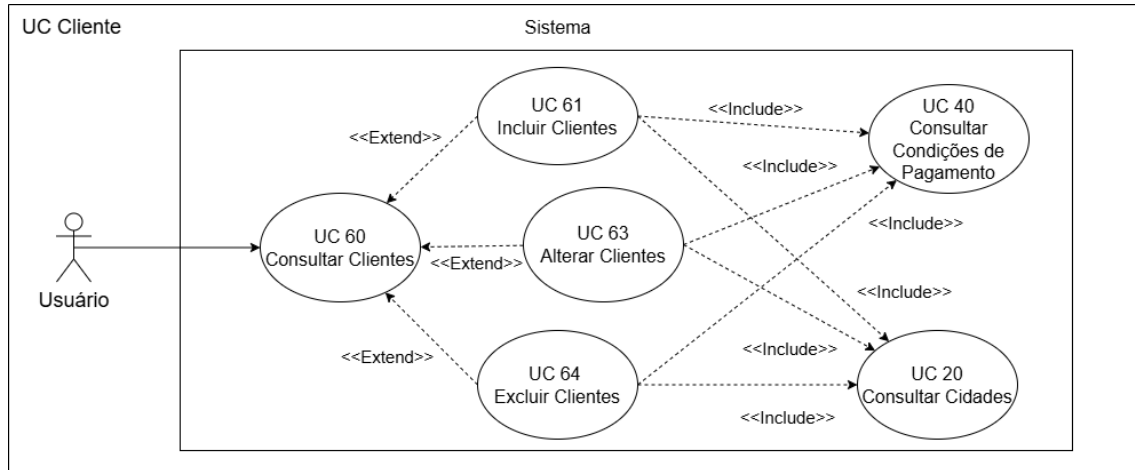 UC Cliente
Sistema
UC 61
Incluir Clientes
<<Include>>
UC 40
Consultar
Condições de
Pagamento
<<Extend>>
<<Include>>
<<Include>>
UC 60
Consultar Clientes
<<Extend>>
UC 63
Alterar Clientes
Usuário
<<Include>>
<<Extend>>
<<Include>>
UC 64
Excluir Clientes
UC 20
Consultar Cidades
<<Include>>